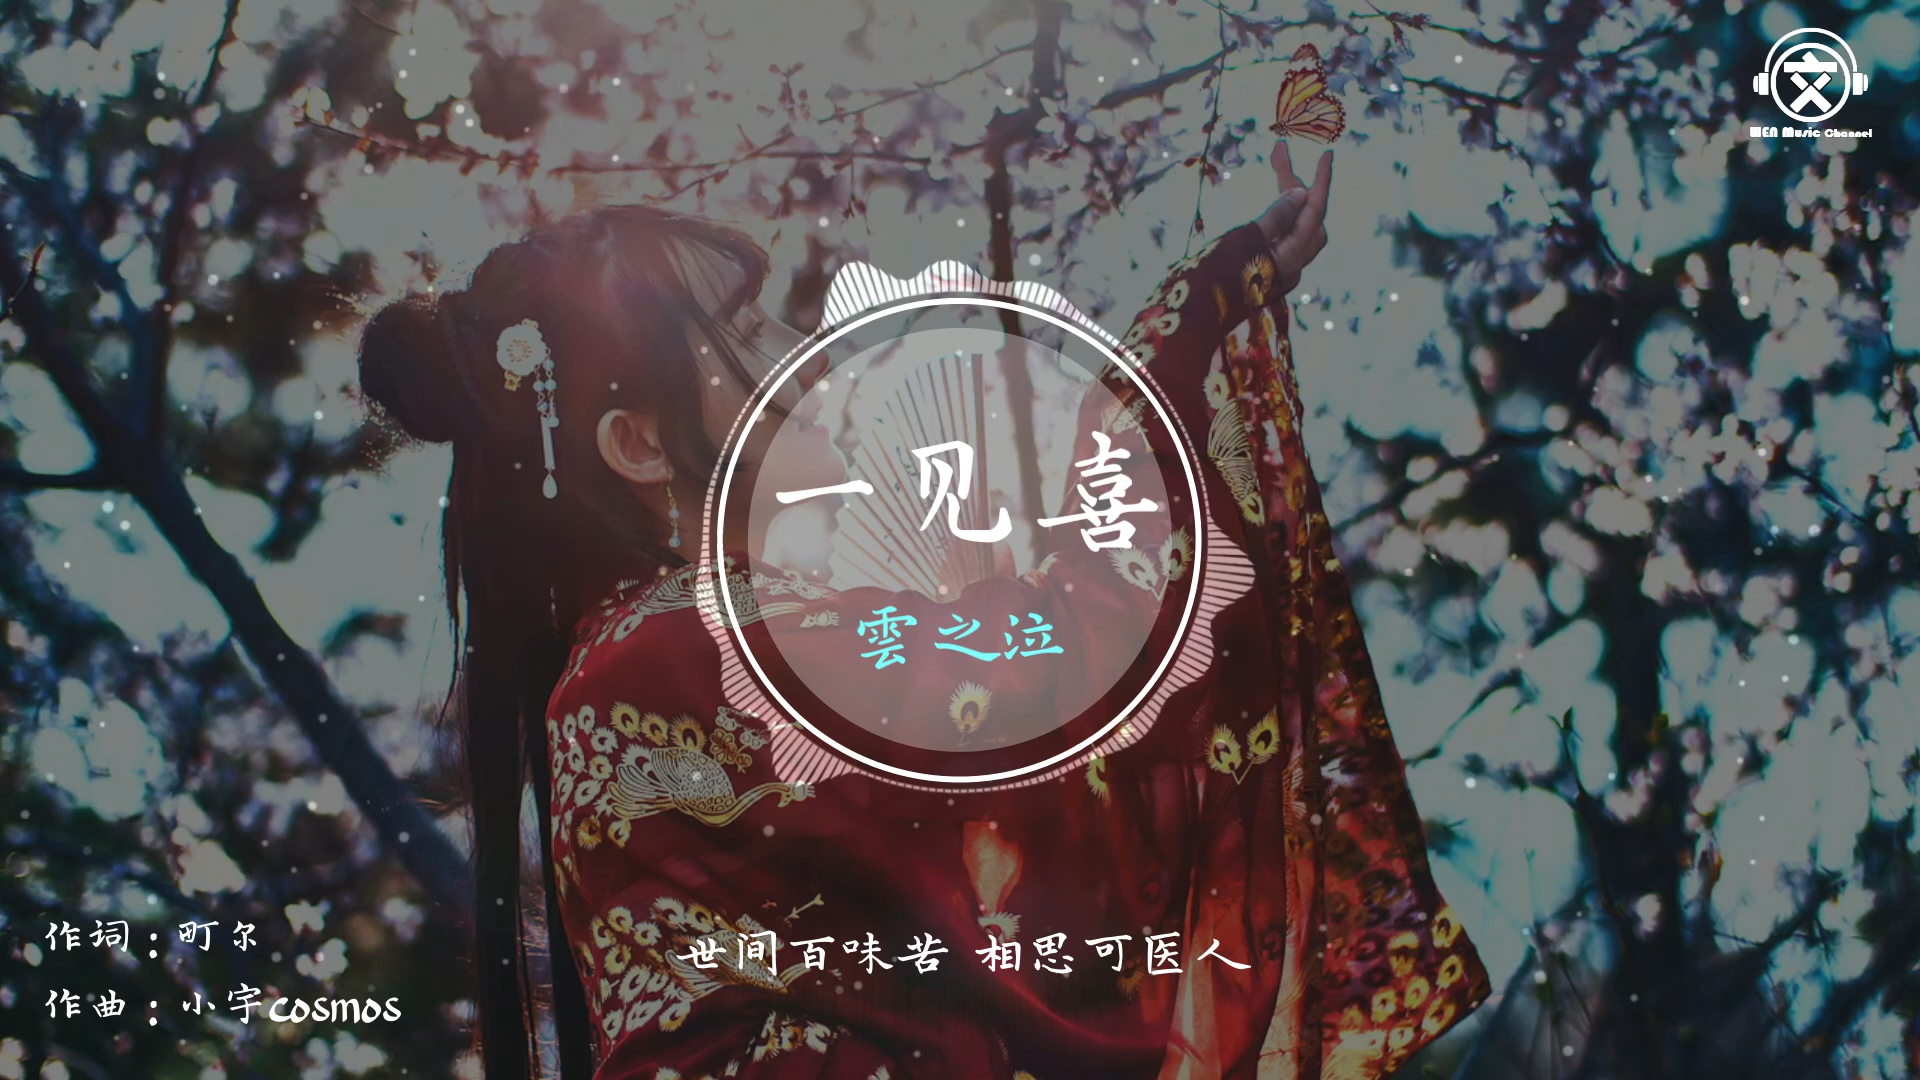 文
WEN Music Channel
一见喜
雲之泣
作词：町尔
作曲：小宇cosmos
世间百味苦 相思可医人